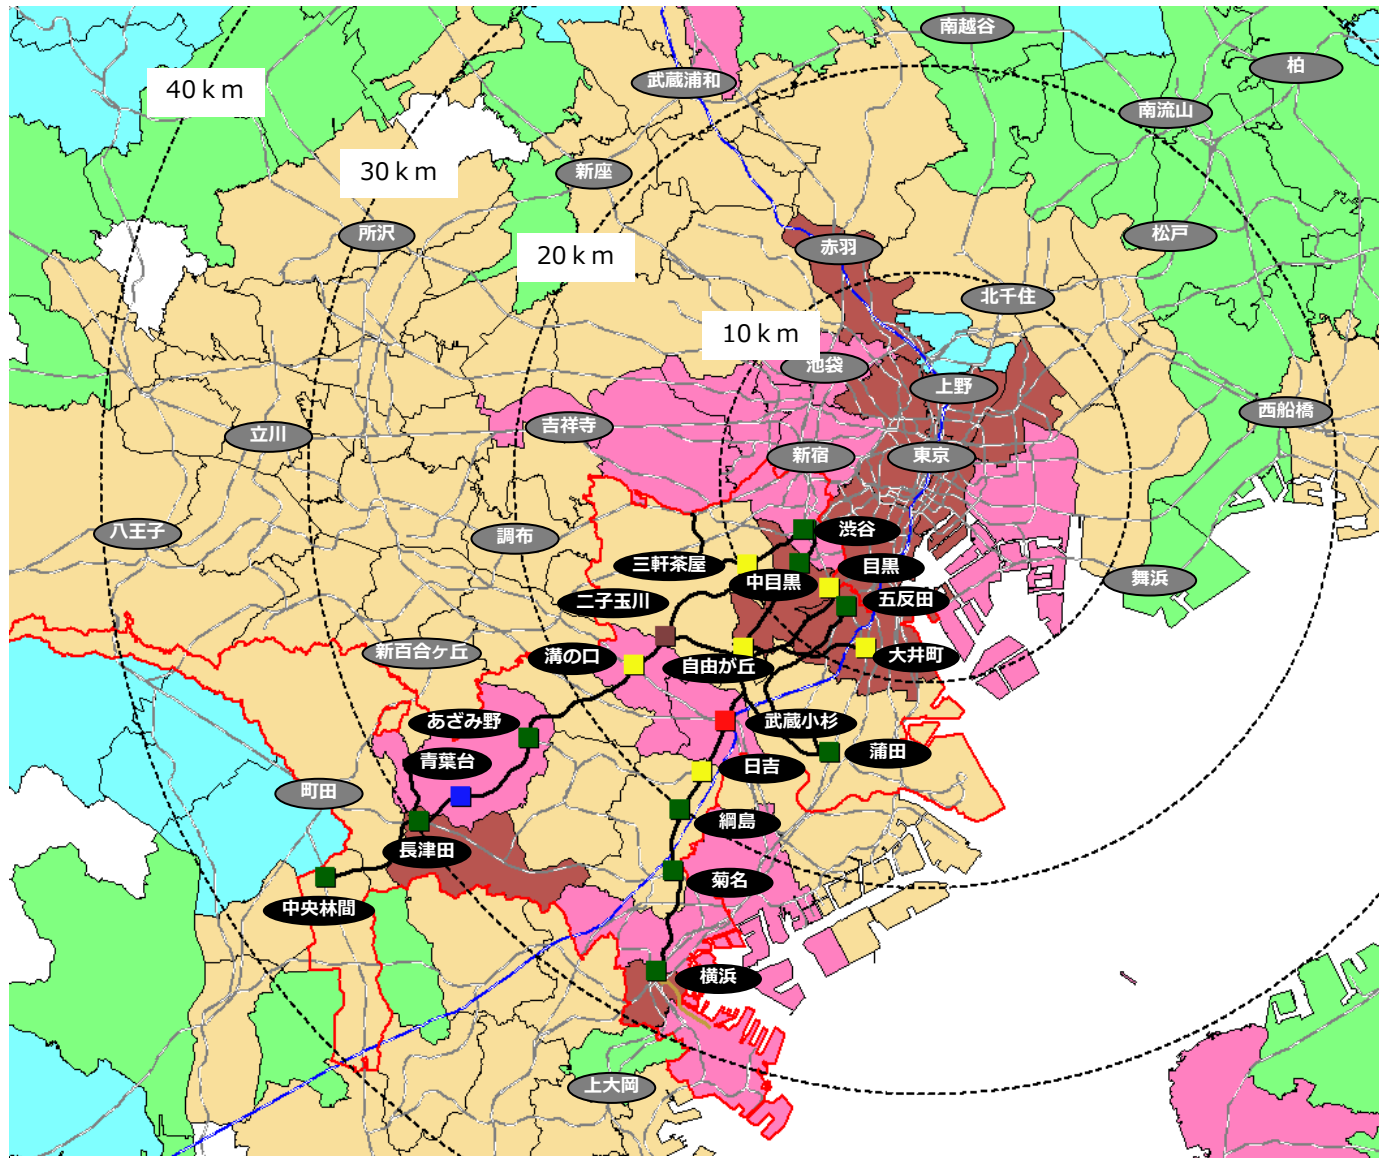 南越谷
柏
武蔵浦和
40ｋｍ
南流山
30ｋｍ
新座
所沢
松戸
20ｋｍ
赤羽
北千住
10ｋｍ
池袋
上野
西船橋
吉祥寺
立川
新宿
東京
八王子
調布
渋谷
三軒茶屋
目黒
中目黒
舞浜
二子玉川
五反田
新百合ヶ丘
溝の口
自由が丘
大井町
あざみ野
武蔵小杉
蒲田
青葉台
日吉
町田
綱島
長津田
菊名
中央林間
横浜
上大岡